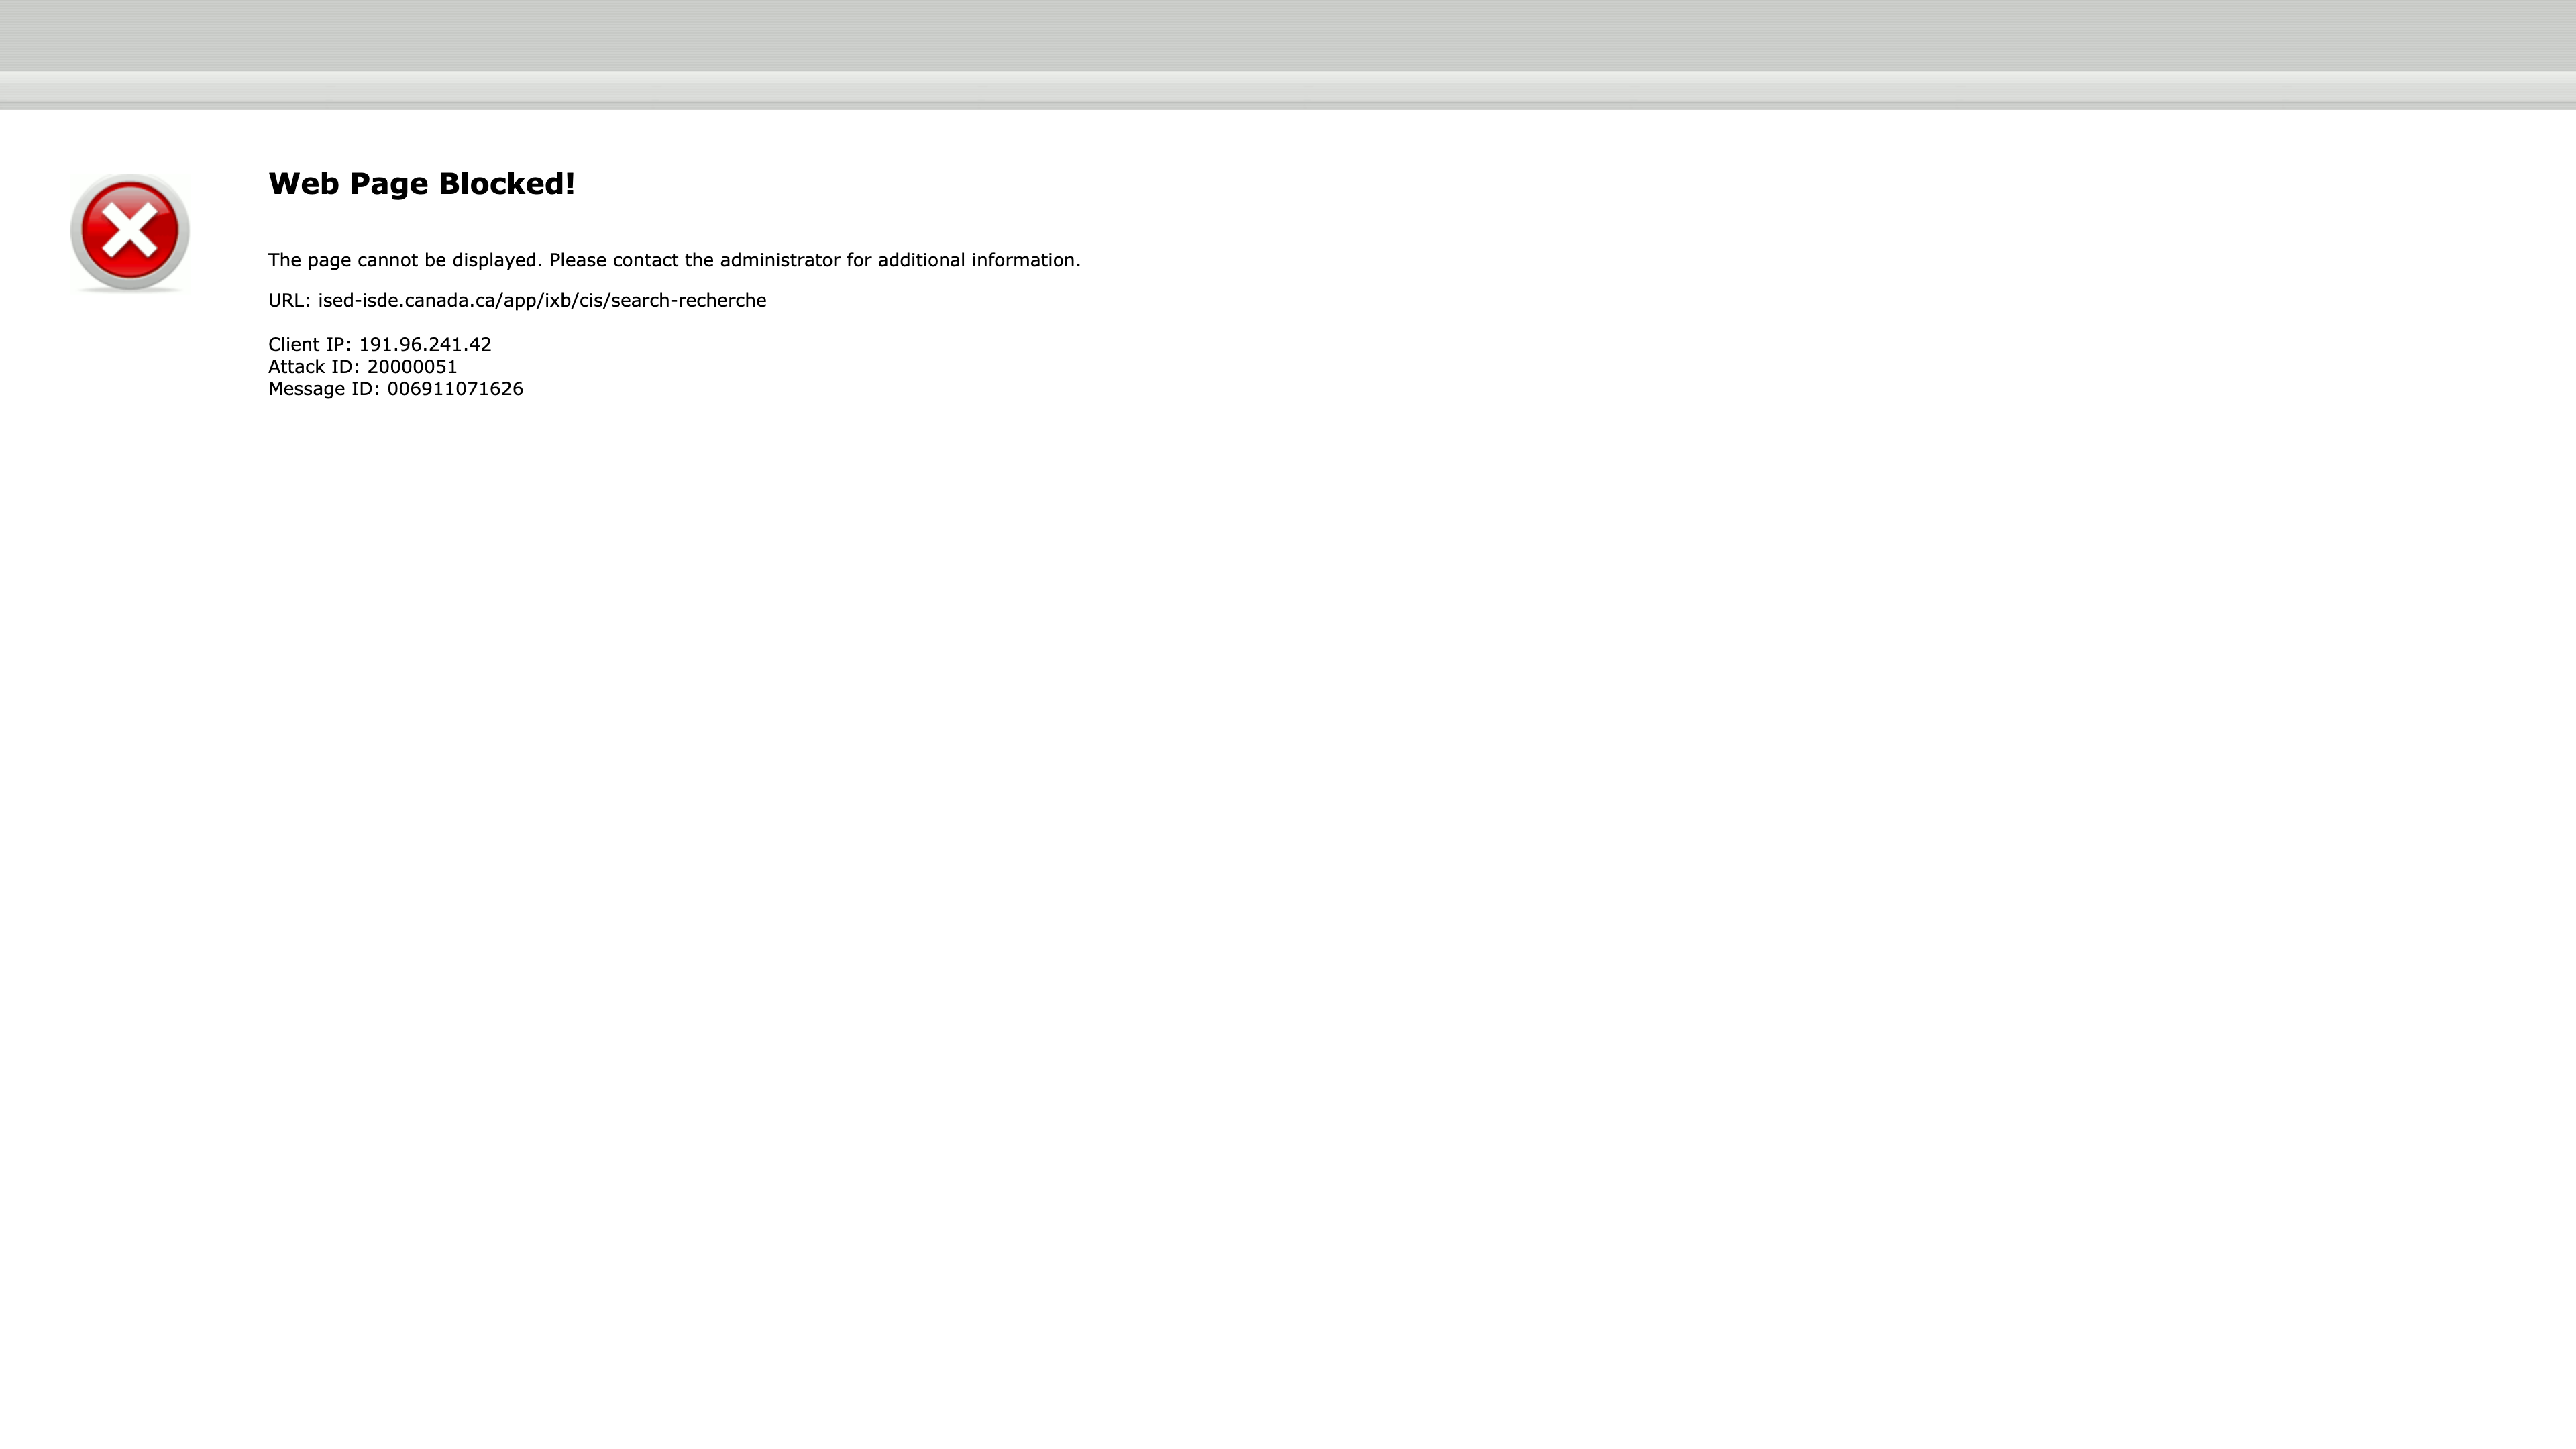 Web Page Blocked!
The page cannot be displayed. Please contact the administrator for additional information.
URL: ised-isde.canada.ca/app/ixb/cis/search-recherche
Client IP: 191.96.241.42
Attack ID: 20000051
Message ID: 006911071626